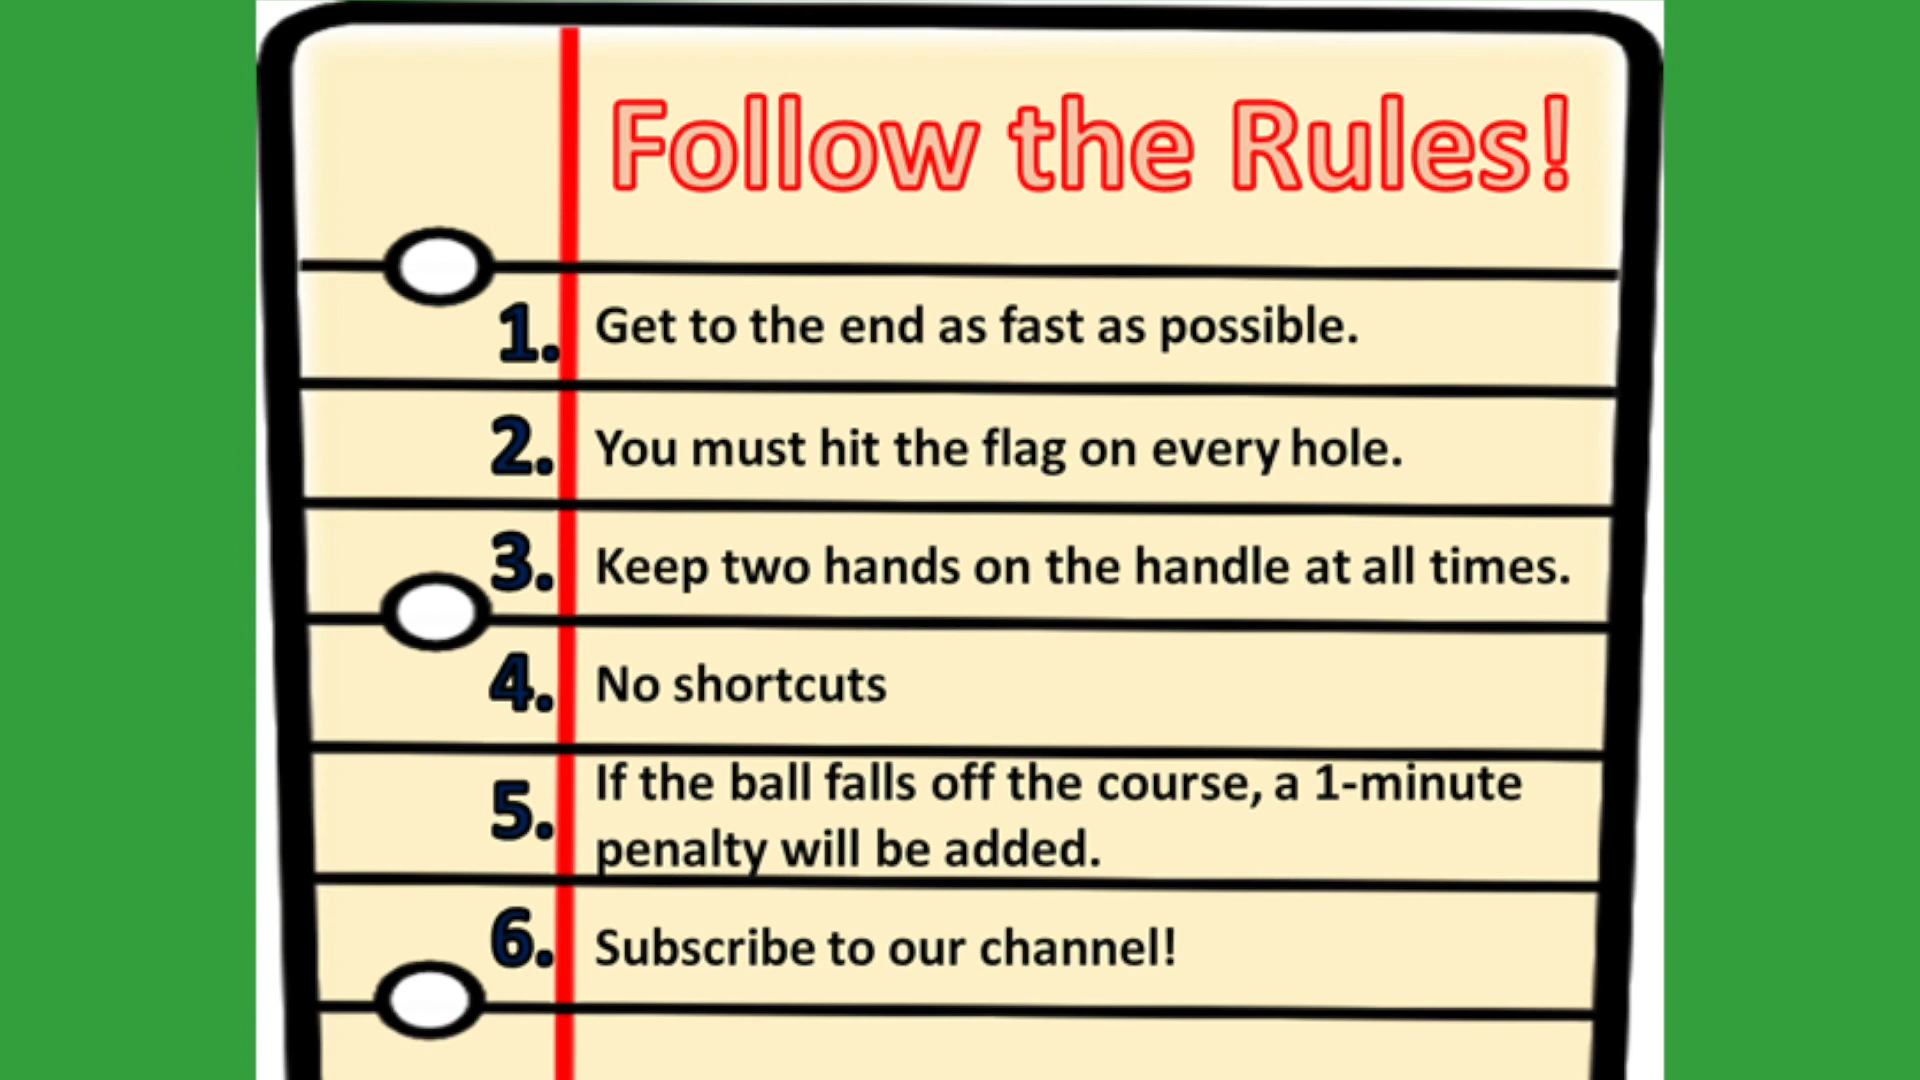 Follow the Rules!
1. Get to the end as fast as possible.
2. You must hit the flag on every hole.
3. Keep two hands on the handle at all times.
4. No shortcuts
5. If the ball falls off the course, a 1-minute
penalty will be added.
6. Subscribe to our channel!